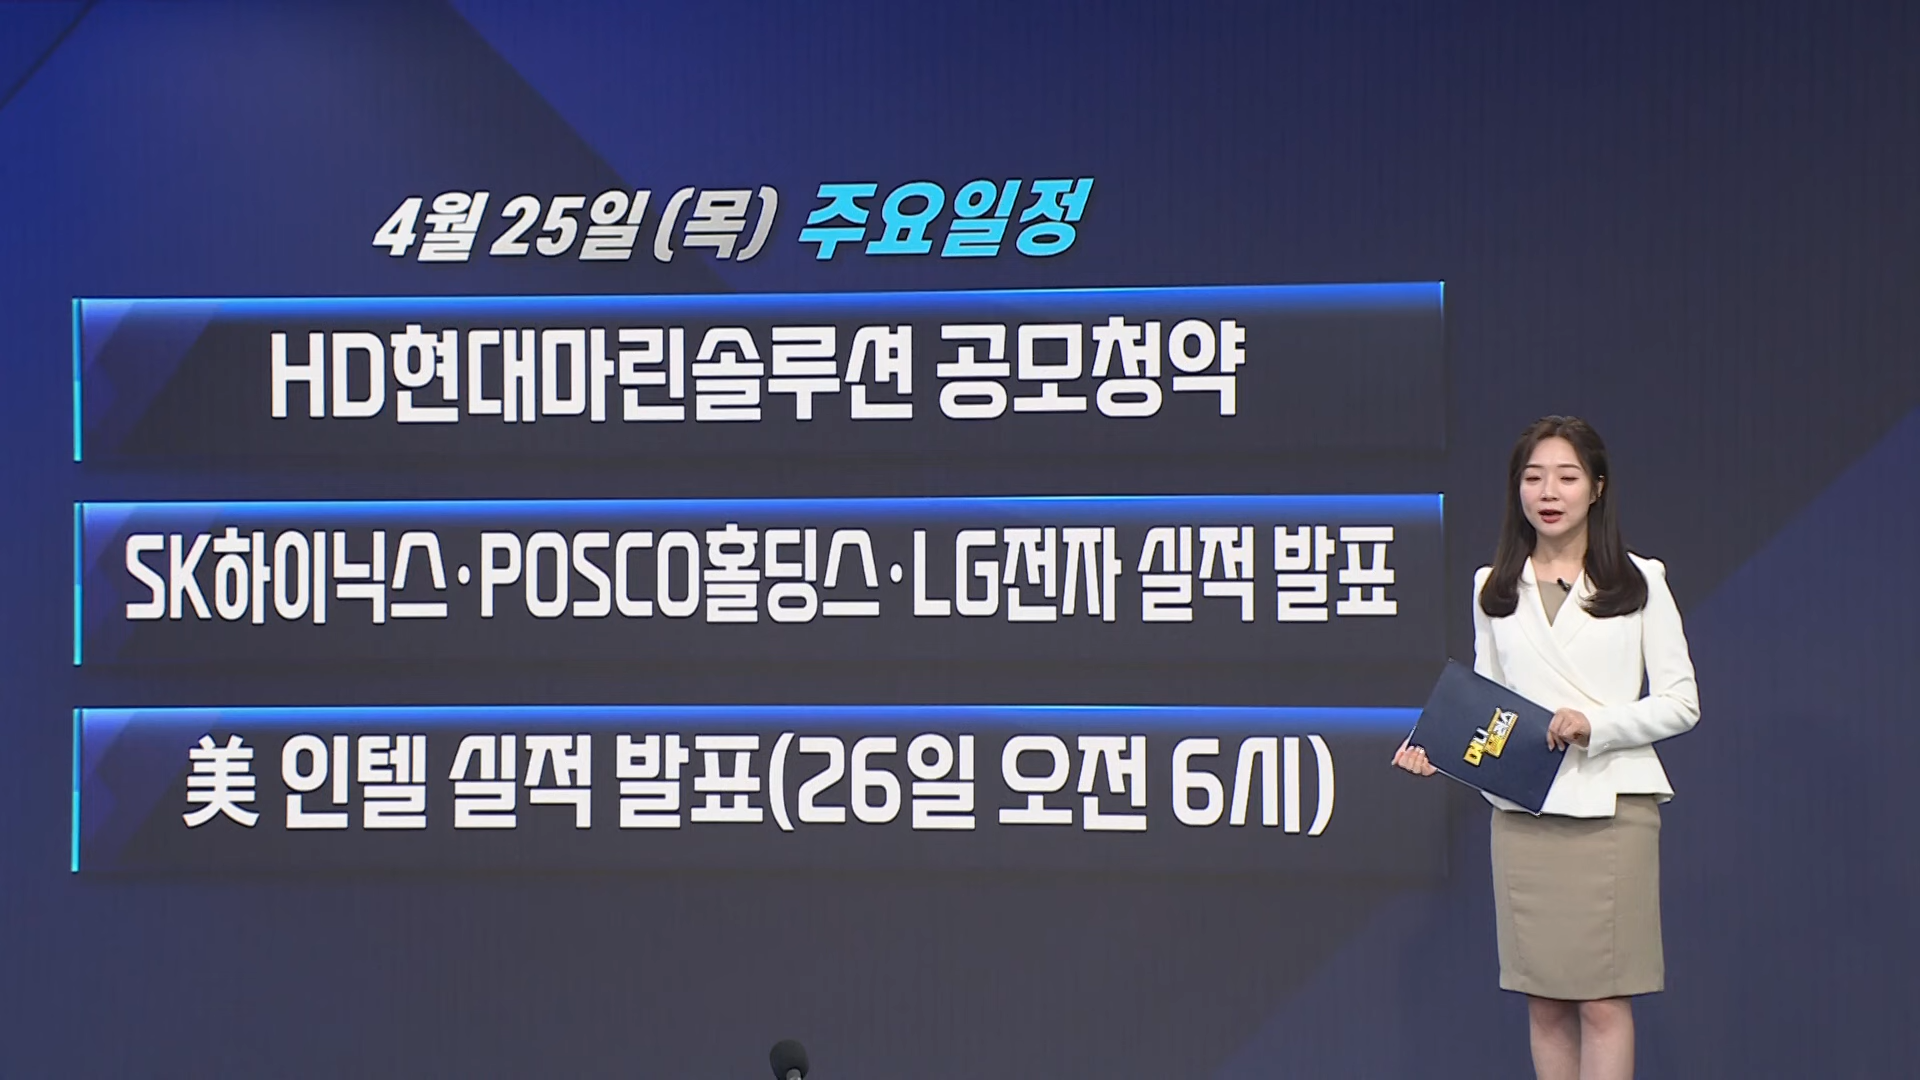 4월 25일(목) 주요일정
HD현대마린솔루션 공모청약
SK하이닉스·POSCO홀딩스·LG전자 실적 발표
美 인텔 실적 발표(26일 오전 6시)
머니